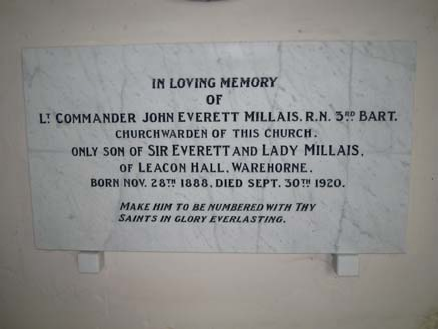 IN LOVING MEMORY
OF
LT COMMANDER JOHN EVERETT MILLAIS. R.N. 3RD BART.
CHURCHWARDEN OF THIS CHURCH.
ONLY SON OF SIR EVERETT AND LADY MILLAIS,
OF LEACON HALL, WAREHORNE.
BORN NOV. 28TH 1888. DIED SEPT. 30TH 1920.
MAKE HIM TO BE NUMBERED WITH THY
SAINTS IN GLORY EVERLASTING.